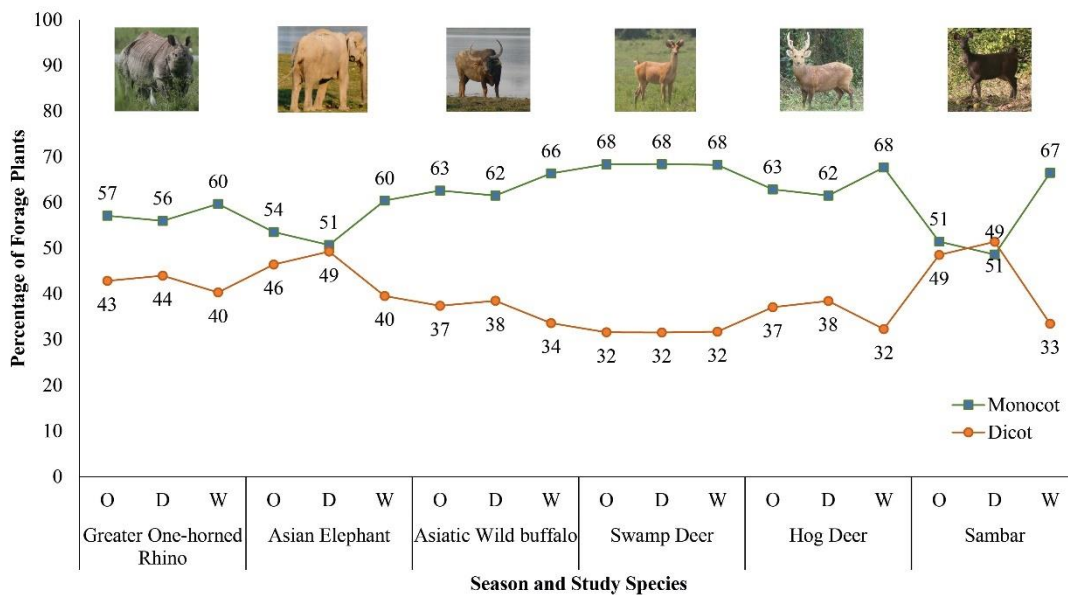 100
90
80
70
60
50
40
30
20
10
0
Percentage of Forage Plants
57 56 60 54 51 60 63 62 66 68 68 68 63 62 68 51 49 67
43 44 40 46 49 40 37 38 34 32 32 32 37 38 32 49 51 33
Monocot
Dicot
O D W O D W O D W O D W O D W O D W
Greater One-horned
Rhino
Asian Elephant
Asiatic Wild buffalo
Swamp Deer
Hog Deer
Sambar
Season and Study Species